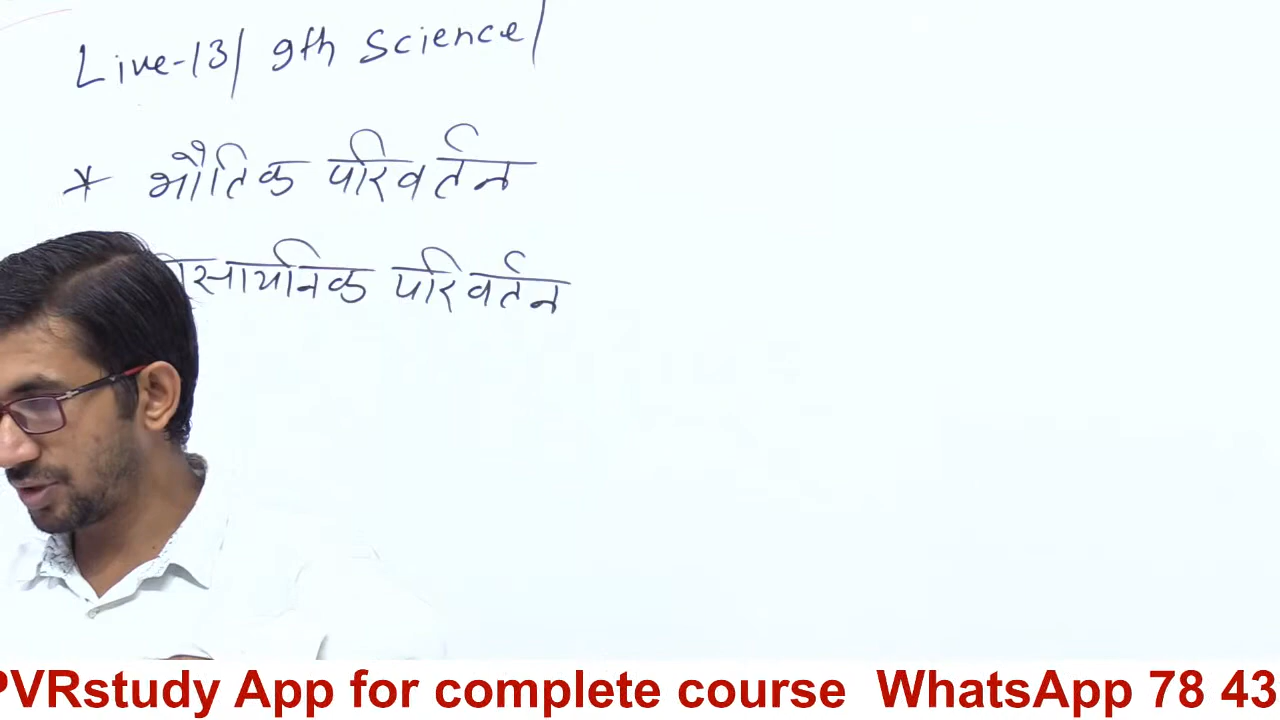 Live-13/ 9th Science/
* भौतिक परिवर्तन
रासायनिक परिवर्तन
PVRstudy App for complete course WhatsApp 78 43